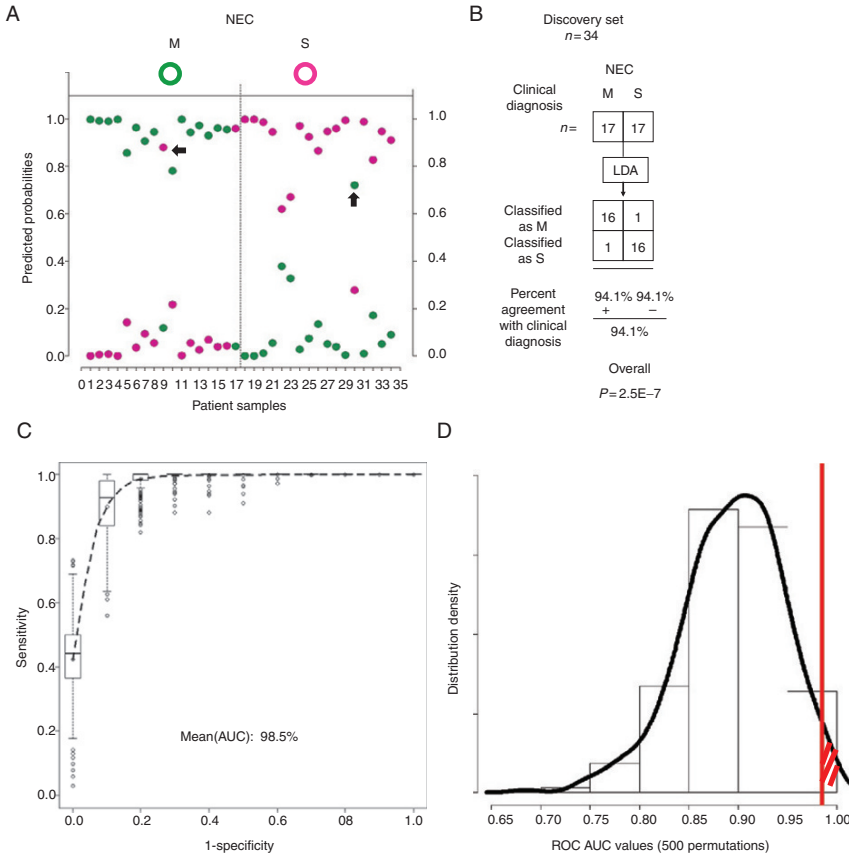 A
NEC
M S
1.0 1.0
0.8 0.8
0.6 0.6
0.4 0.4
0.2 0.2
0.0 0.0
Predicted probabilities
0 1 2 3 4 5 6 7 8 9 11 13 15 17 19 21 23 25 27 29 31 33 35
Patient samples
B
Discovery set
n=34
NEC
Clinical
diagnosis
M S
n= 17 17
LDA
Classified
as M
16 1
Classified
as S
1 16
Percent
agreement
with clinical
diagnosis
94.1% 94.1%
+ −
94.1%
Overall
P=2.5E−7
C
1.0
0.8
0.6
0.4
0.2
0.0
Sensitivity
Mean(AUC): 98.5%
0.0 0.2 0.4 0.6 0 8 1.0
1-specificity
D
Distribution density
0.65 0.70 0.75 0.80 0.85 0.90 0.95 1.00
ROC AUC values (500 permutations)